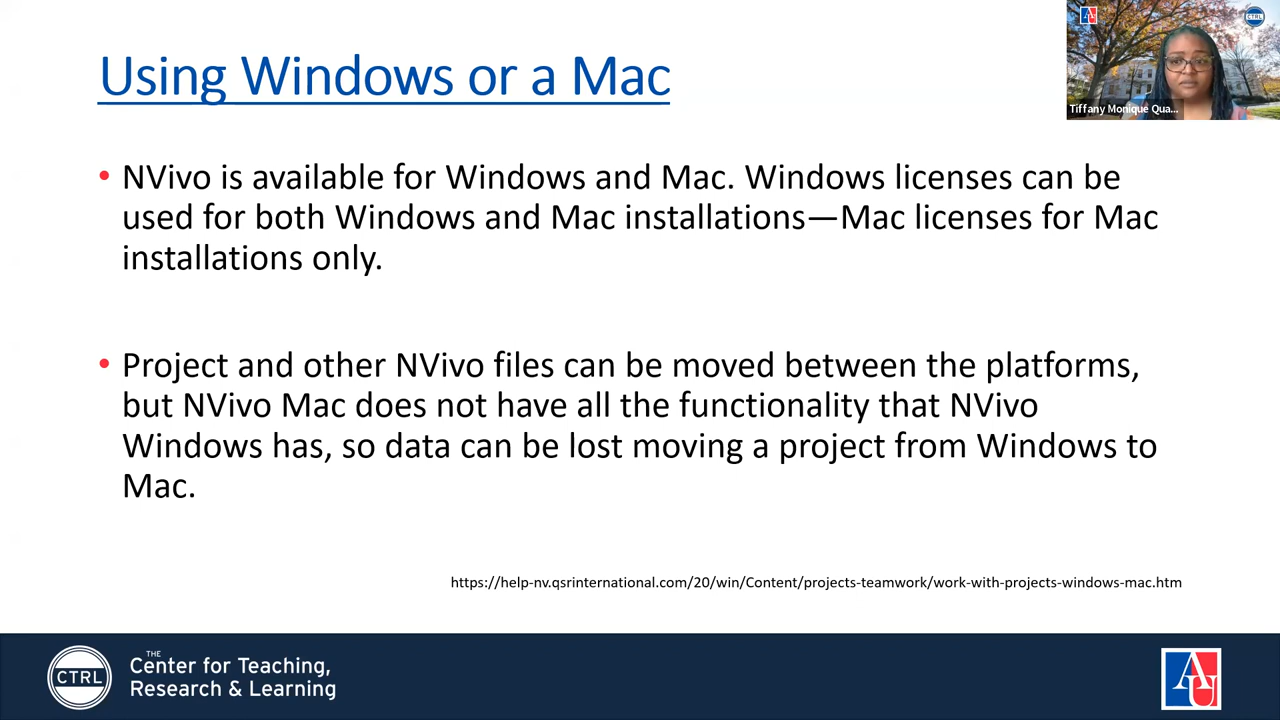 Using Windows or a Mac
AU
CTRL
Tiffany Monique Qua...
• NVivo is available for Windows and Mac. Windows licenses can be
used for both Windows and Mac installations—Mac licenses for Mac
installations only.
• Project and other NVivo files can be moved between the platforms,
but NVivo Mac does not have all the functionality that NVivo
Windows has, so data can be lost moving a project from Windows to
Mac.
https://help-nv.qsrinternational.com/20/win/Content/projects-teamwork/work-with-projects-windows-mac.htm
CTRL
THE
Center for Teaching,
Research & Learning
AU